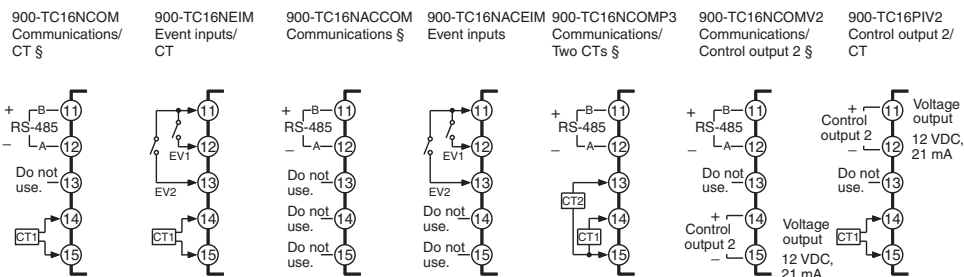 900-TC16NCOM
Communications/
CT §
900-TC16NEIM
Event inputs/
CT
900-TC16NACCOM
Communications §
900-TC16NACEIM
Event inputs
900-TC16NCOMP3
Communications/
Two CTs §
900-TC16NCOMV2
Communications/
Control output 2 §
900-TC16PIV2
Control output 2/
CT
+
B
RS-485
–
A
11
12
Do not
use.
13
14
CT1
15
11
12
EV1
13
EV2
14
CT1
15
+
B
RS-485
–
A
11
12
Do not
use.
13
Do not
use.
14
Do not
use.
15
11
12
EV1
13
EV2
Do not
use.
14
Do not
use.
15
+
B
RS-485
–
A
11
12
13
CT2
14
CT1
15
+
B
RS-485
–
A
11
12
Do not
use.
13
+
Control
output 2
–
14
15
Voltage
output
12 VDC,
21 mA
+
Control
output 2
–
11
12
Voltage
output
12 VDC,
21 mA
Do not
use.
13
14
CT1
15